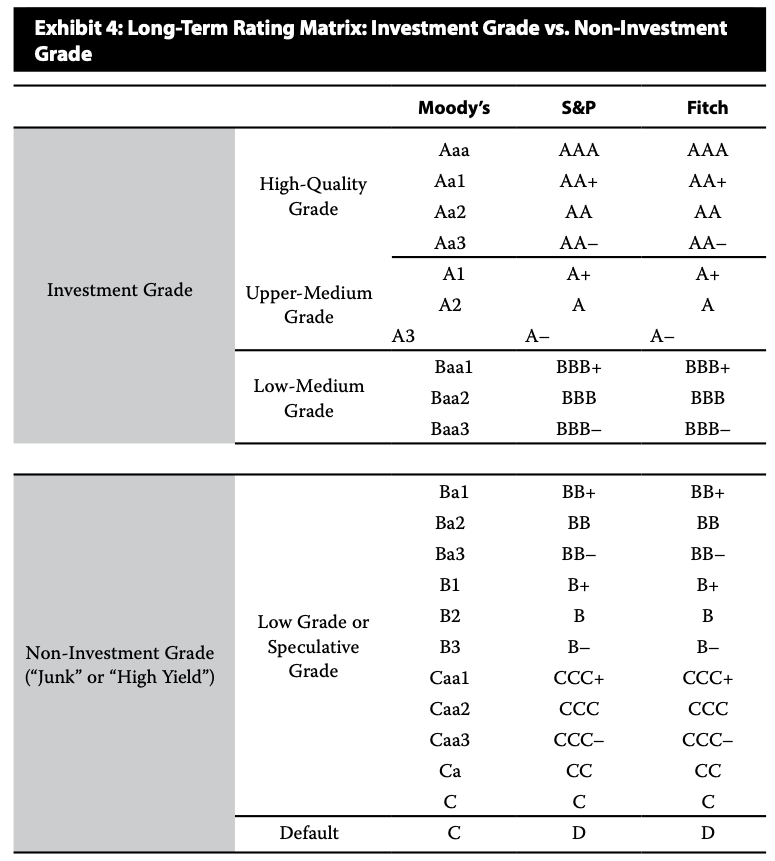 Exhibit 4: Long-Term Rating Matrix: Investment Grade vs. Non-Investment
Grade
Moody’s S&P Fitch
Investment Grade
High-Quality
Grade
Aaa AAA AAA
Aa1 AA+ AA+
Aa2 AA AA
Aa3 AA– AA–
Upper-Medium
Grade
A1 A+ A+
A2 A A
A3 A– A–
Low-Medium
Grade
Baa1 BBB+ BBB+
Baa2 BBB BBB
Baa3 BBB– BBB–
Non-Investment Grade
(“Junk” or “High Yield”)
Low Grade or
Speculative
Grade
Ba1 BB+ BB+
Ba2 BB BB
Ba3 BB– BB–
B1 B+ B+
B2 B B
B3 B– B–
Caa1 CCC+ CCC+
Caa2 CCC CCC
Caa3 CCC– CCC–
Ca CC CC
C C C
Default C D D